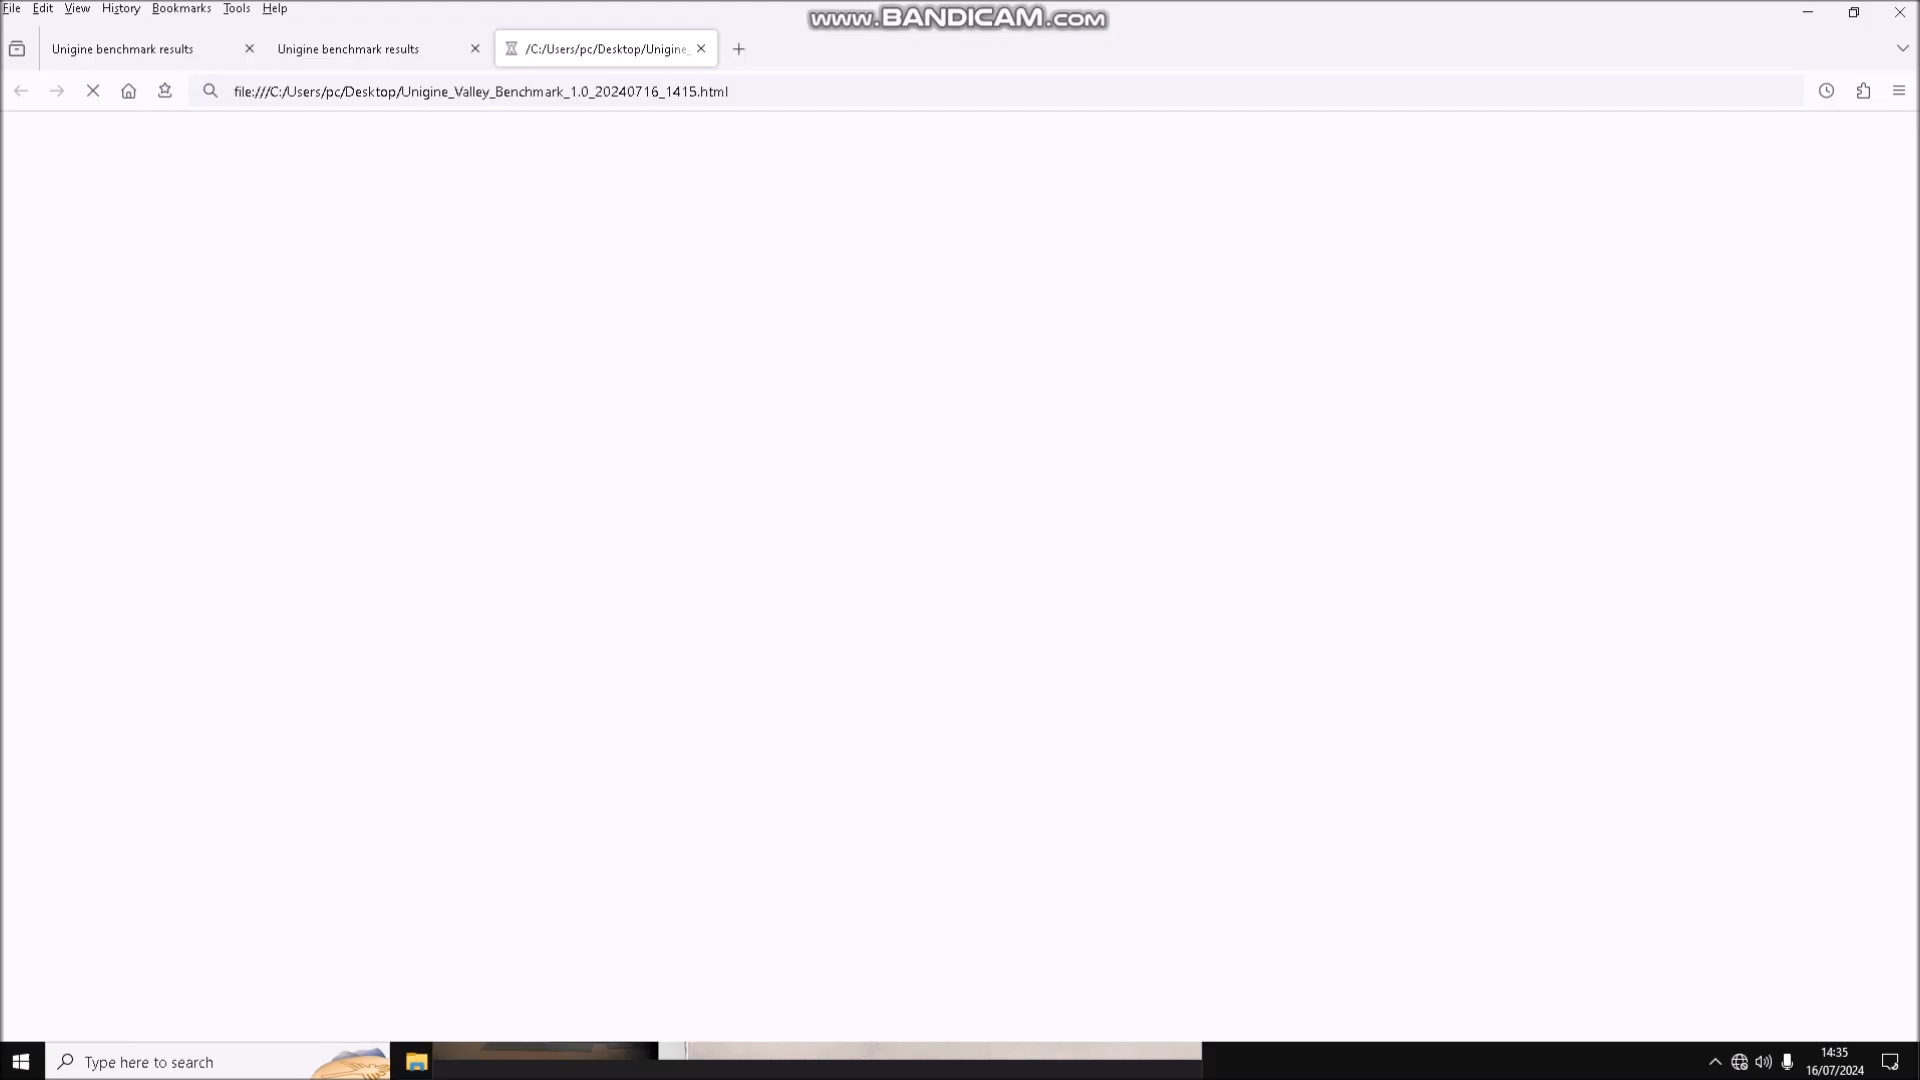 File Edit View History Bookmarks Tools Help
www.BANDICAM.com
Unigine benchmark results
Unigine benchmark results
/C:/Users/pc/Desktop/Unigine_
file:///C:/Users/pc/Desktop/Unigine_Valley_Benchmark_1.0_20240716_1415.html
Type here to search
14:35
16/07/2024